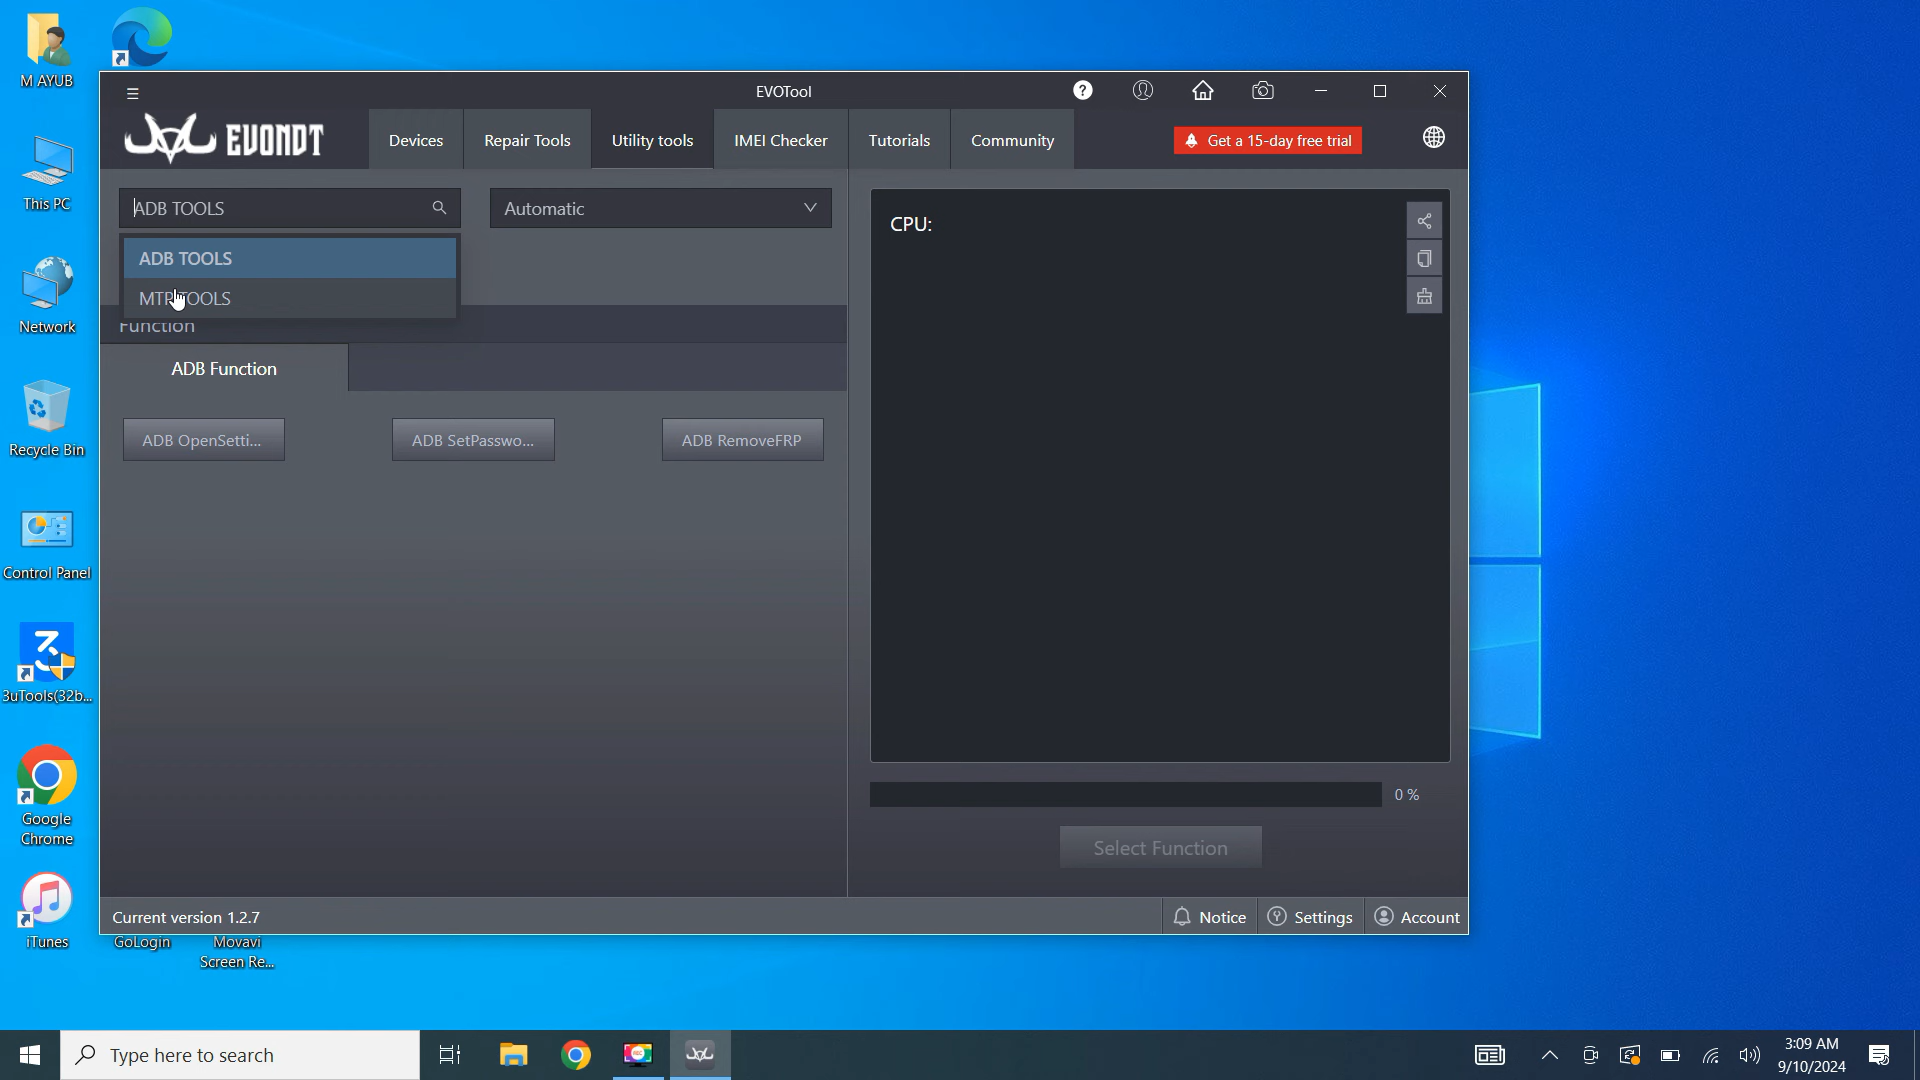 M AYUB
This PC
Network
Recycle Bin
Control Panel
3uTools(32b...
Google
Chrome
iTunes
GoLogin
Movavi
Screen Re...
EVOTool
?
EVONDT
Devices
Repair Tools
Utility tools
IMEI Checker
Tutorials
Community
Get a 15-day free trial
ADB TOOLS
Automatic
ADB TOOLS
MTP TOOLS
Function
ADB Function
ADB OpenSetti...
ADB SetPasswo...
ADB RemoveFRP
CPU:
0 %
Select Function
Current version 1.2.7
Notice
Settings
Account
Type here to search
REC
3:09 AM
9/10/2024